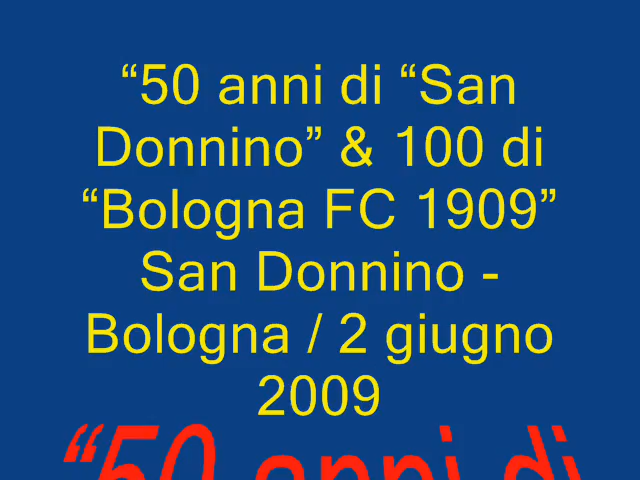 “50 anni di “San
Donnino” & 100 di
“Bologna FC 1909”
San Donnino -
Bologna / 2 giugno
2009
“50 anni di